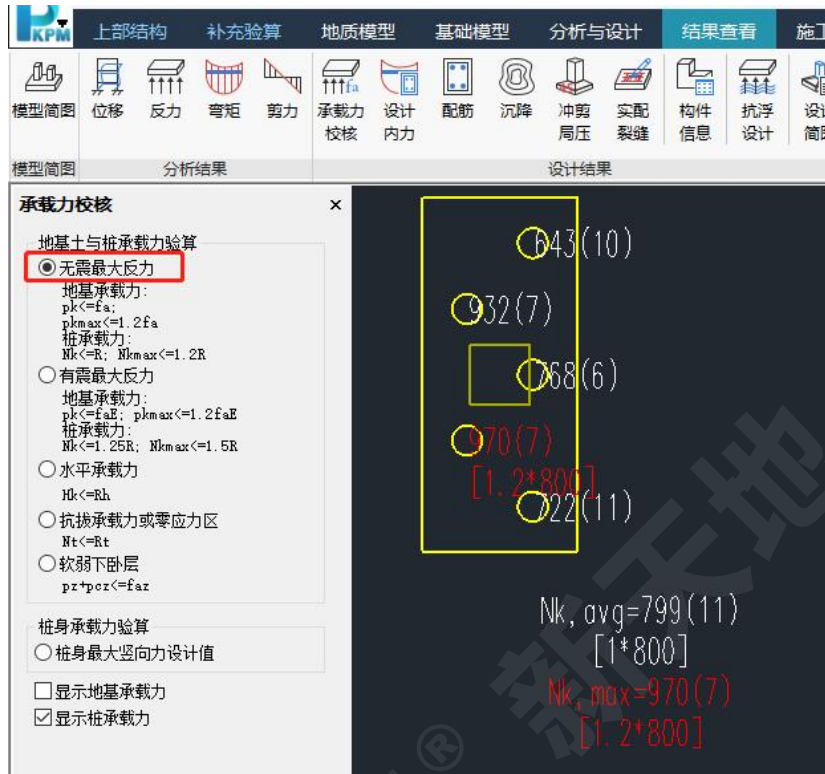 PKPM
上部结构 补充验算 地质模型 基础模型 分析与设计 结果查看 施工
模型简图 位移 反力 弯矩 剪力 承载力校核 设计内力 配筋 沉降 冲剪局压 实配裂缝 构件信息 抗浮设计
模型简图 分析结果 设计结果
承载力校核 ×
地基土与桩承载力验算
无震最大反力
地基承载力:
pk<=fa;
pkmax<=1.2fa
桩承载力:
Nk<=R; Nkmax<=1.2R
有震最大反力
地基承载力:
pk<=faE; pkmax<=1.2faE
桩承载力:
Nk<=1.25R; Nkmax<=1.5R
水平承载力
Hk<=Rh
抗拔承载力或零应力区
Nt<=Rt
软弱下卧层
pz+pcz<=faz
桩身承载力验算
桩身最大竖向力设计值
显示地基承载力
显示桩承载力
643(10)
932(7)
768(6)
970(7)
[1.2*800]
722(11)
Nk,avg=799(11)
[1*800]
Nk,max=970(7)
[1.2*800]
新天地
®